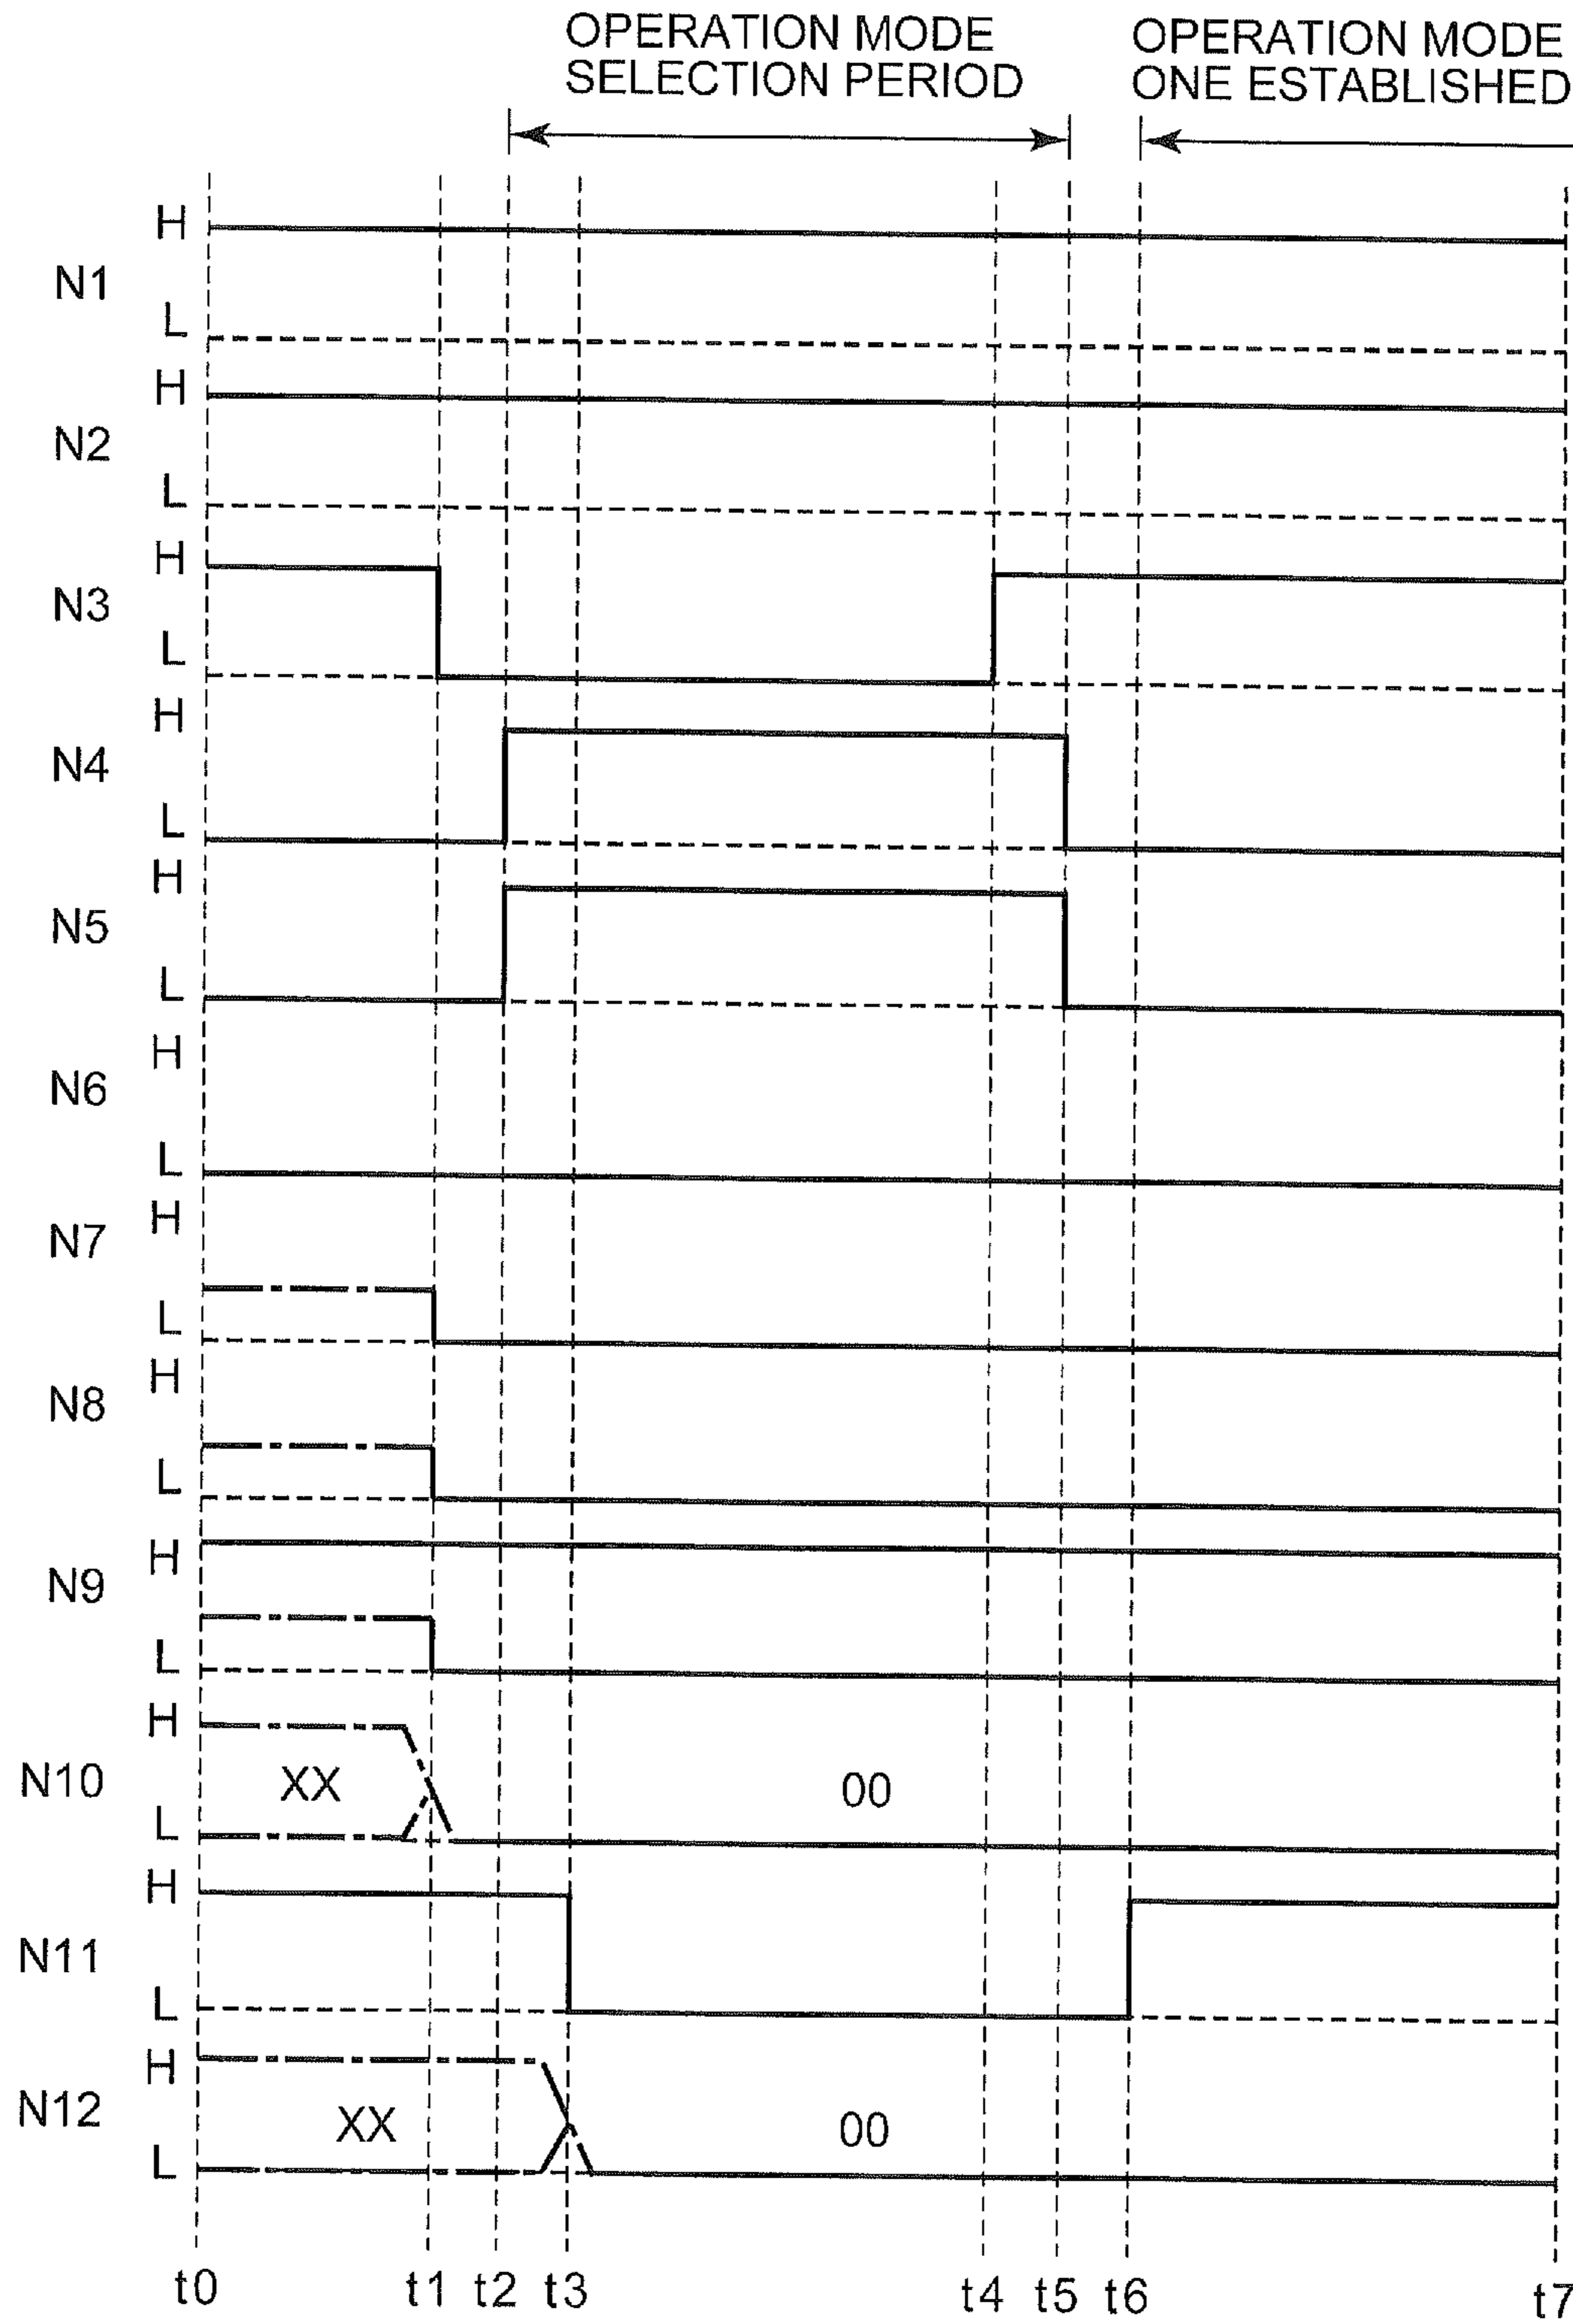 OPERATION MODE
SELECTION PERIOD
OPERATION MODE
ONE ESTABLISHED
H
N1
L
H
N2
L
H
N3
L
H
N4
L
H
N5
L
H
N6
L
H
N7
L
H
N8
L
H
N9
L
H
N10 XX 00
L
H
N11
L
H
N12 XX 00
L
t0 t1 t2 t3 t4 t5 t6 t7